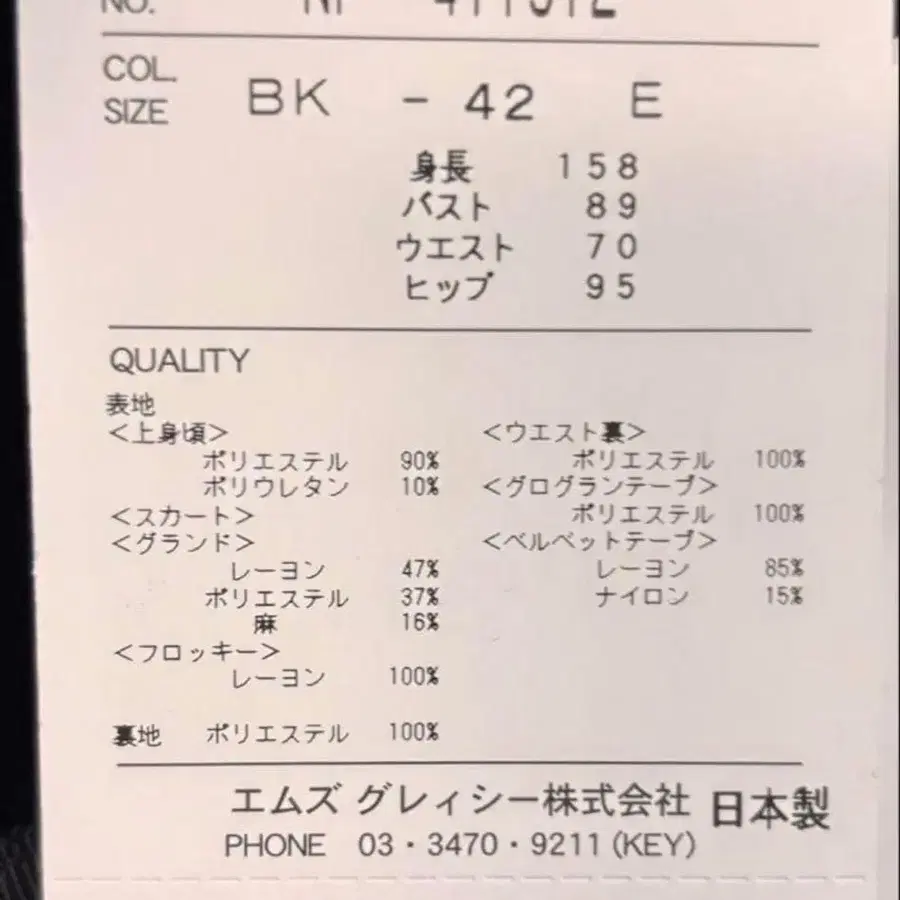 NO.
COL.
SIZE BK - 42 E
身長 158
バスト 89
ウエスト 70
ヒップ 95
QUALITY
表地
<上身頃>
ポリエステル 90%
ポリウレタン 10%
<スカート>
<グランド>
レーヨン 47%
ポリエステル 37%
麻 16%
<フロッキー>
レーヨン 100%
裏地 ポリエステル 100%
<ウエスト裏>
ポリエステル 100%
<グログランテープ>
ポリエステル 100%
<ベルベットテープ>
レーヨン 85%
ナイロン 15%
エムズ グレィシー株式会社 日本製
PHONE 03・3470・9211 (KEY)